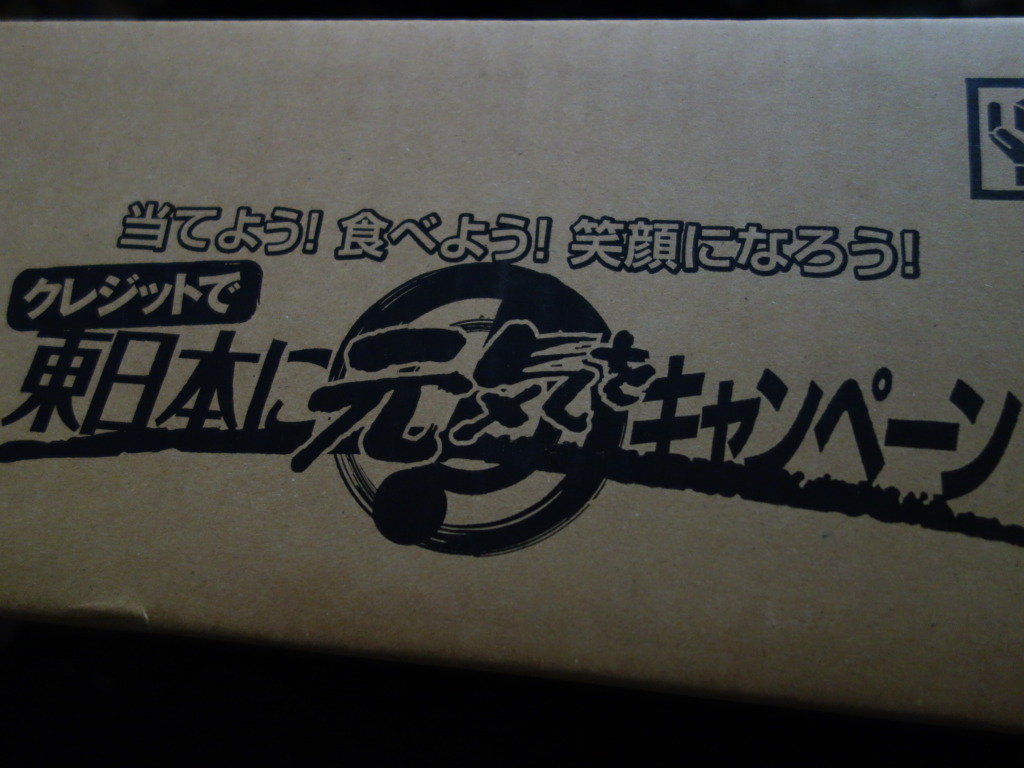 当てよう! 食べよう! 笑顔になろう!
クレジットで
東日本に元気をキャンペーン